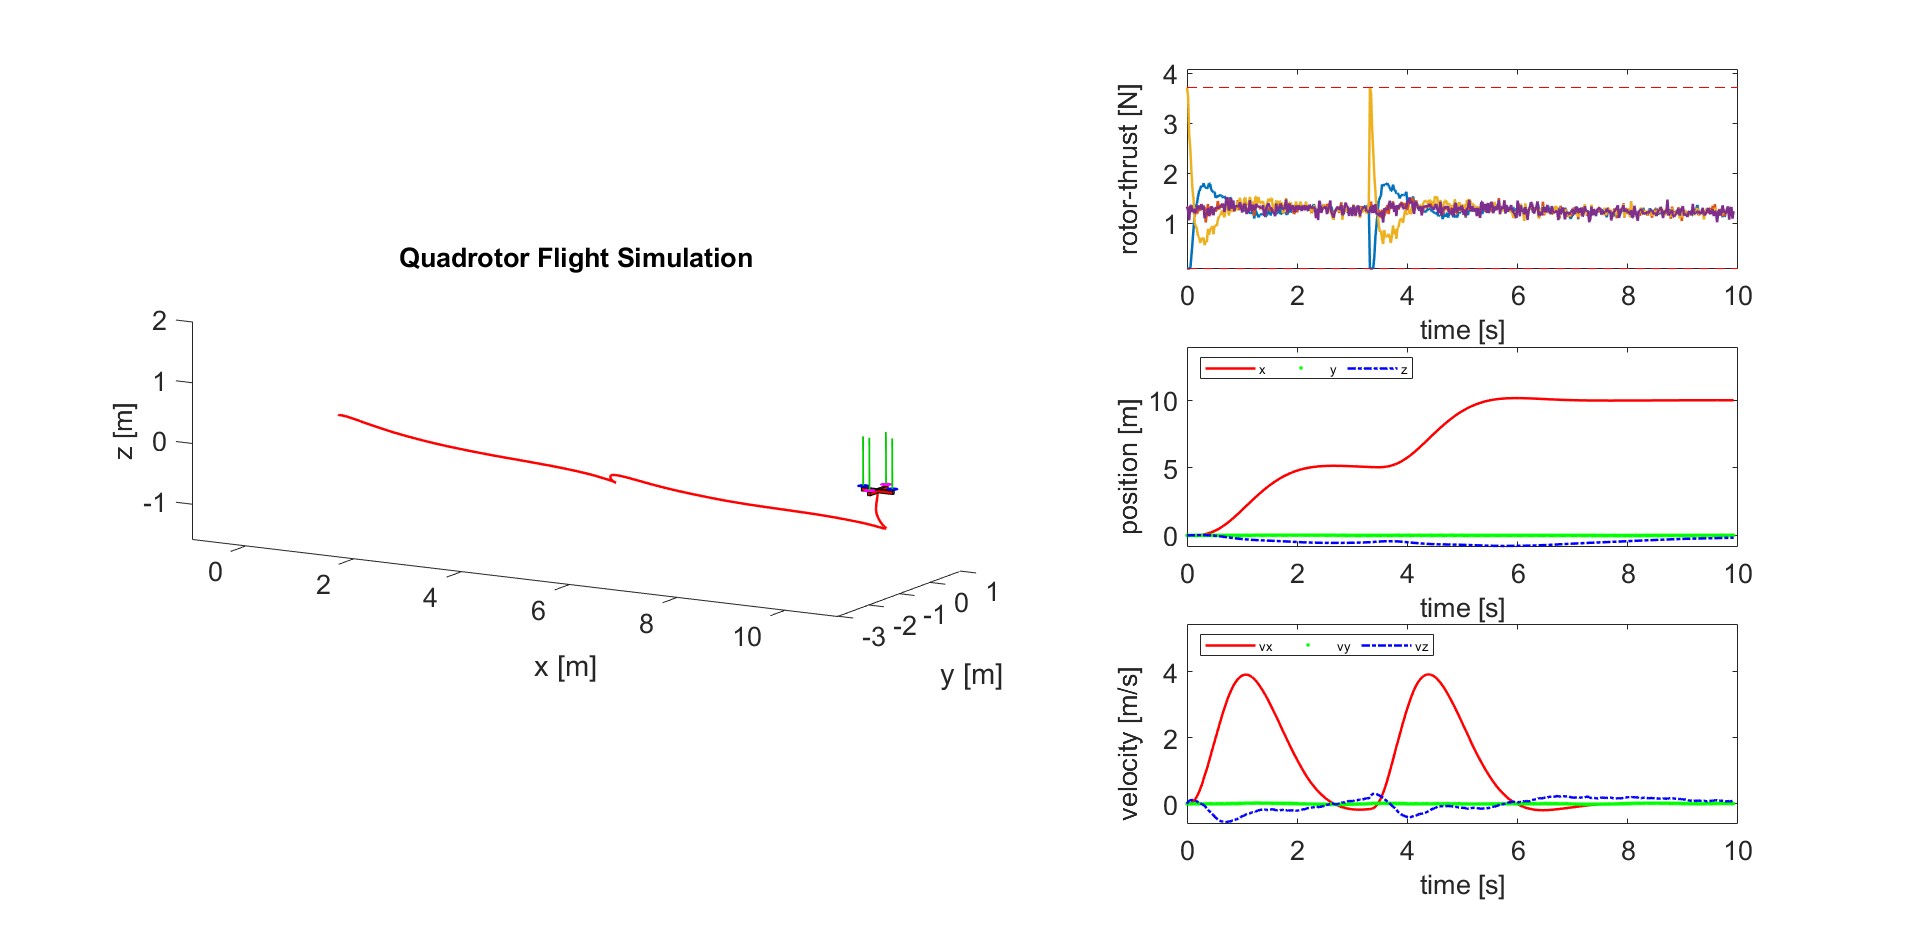 Quadrotor Flight Simulation
2
1
0
-1
z [m]
0
2
4
6
8
10
x [m]
-3
-2
-1
0
1
y [m]
4
3
2
1
rotor-thrust [N]
0 2 4 6 8 10
time [s]
x y z
10
5
0
position [m]
0 2 4 6 8 10
time [s]
vx vy vz
4
2
0
velocity [m/s]
0 2 4 6 8 10
time [s]